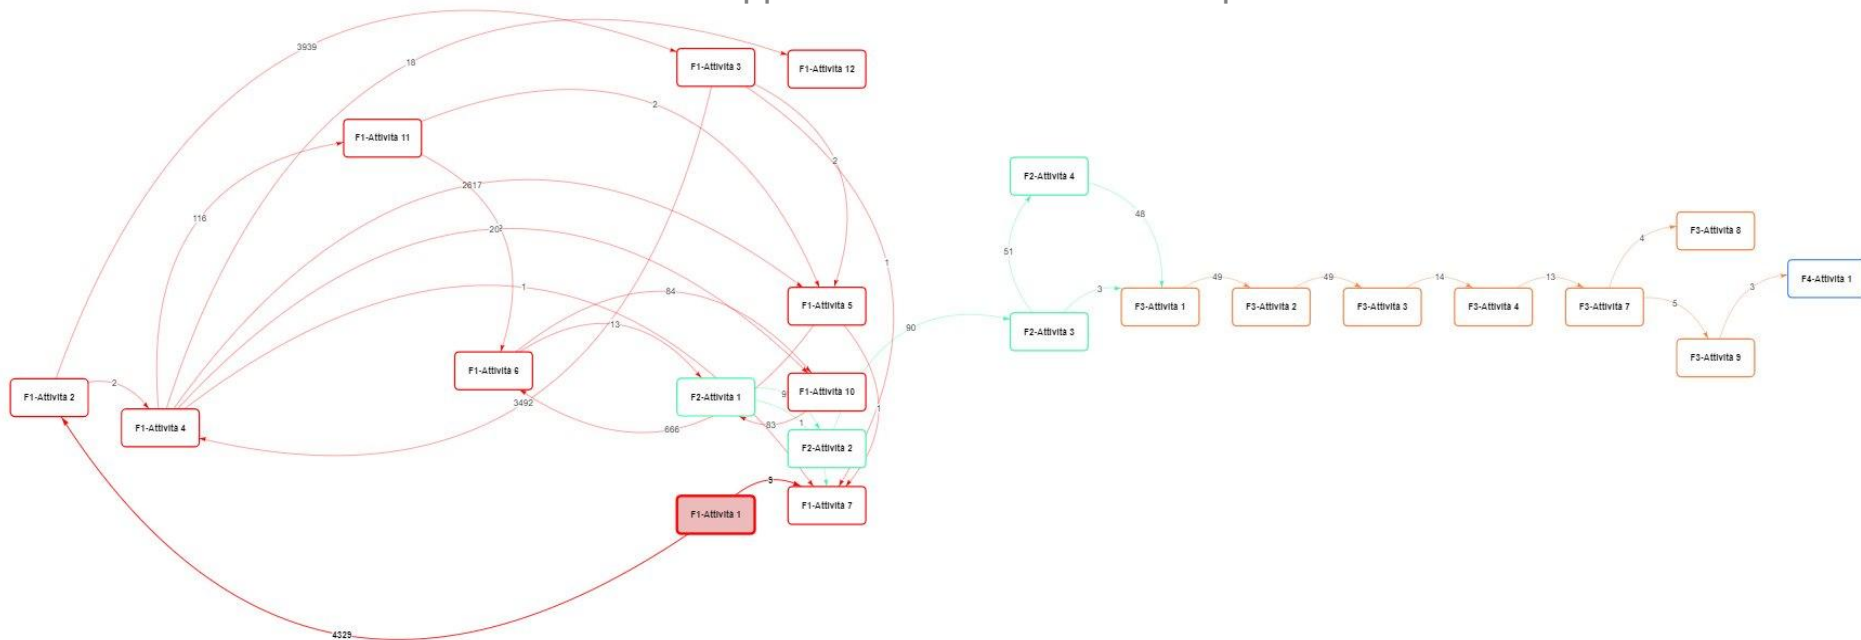 3939
18
F1-Attività 3
F1-Attività 12
2
F1-Attività 11
2
2617
116
202
1
1
84
13
F1-Attività 5
F1-Attività 6
F1-Attività 2
2
F1-Attività 4
3492
666
F2-Attività 1
9
F1-Attività 10
83
1
1
F2-Attività 2
F1-Attività 1
9
F1-Attività 7
4329
90
F2-Attività 4
48
51
F2-Attività 3
3
F3-Attività 1
49
F3-Attività 2
49
F3-Attività 3
14
F3-Attività 4
13
F3-Attività 7
4
F3-Attività 8
5
F3-Attività 9
3
F4-Attività 1